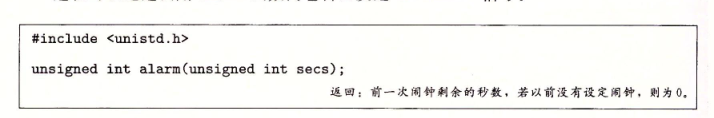 #include <unistd.h>
unsigned int alarm(unsigned int secs);
返回：前一次闹钟剩余的秒数，若以前没有设定闹钟，则为0。